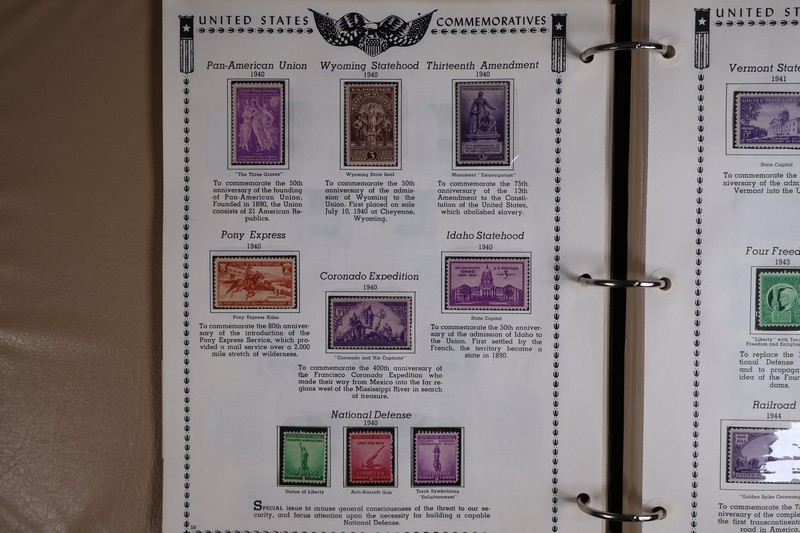 UNITED STATES COMMEMORATIVES
Pan-American Union
1940
"The Three Graces"
To commemorate the 50th
anniversary of the founding
of Pan-American Union.
Founded in 1890, the Union
consists of 21 American Re-
publics.
Wyoming Statehood
1940
U.S. POSTAGE
3
Wyoming State Seal
To commemorate the 50th
anniversary of the admis-
sion of Wyoming to the
Union. First placed on sale
July 10, 1940 at Cheyenne,
Wyoming.
Thirteenth Amendment
1940
Monument "Emancipation"
To commemorate the 75th
anniversary of the 13th
Amendment to the Consti-
tution of the United States,
which abolished slavery.
Pony Express
1940
Pony Express Rider
To commemorate the 80th anniver-
sary of the introduction of the
Pony Express Service, which pro-
vided a mail service over a 2,000
mile stretch of wilderness.
Coronado Expedition
1940
"Coronado and His Captains"
To commemorate the 400th anniversary of
the Francisco Coronado Expedition who
made their way from Mexico into the far re-
gions west of the Mississippi River in search
of treasure.
Idaho Statehood
1940
IDAHO
State Capitol
To commemorate the 50th anniver-
sary of the admission of Idaho to
the Union. First settled by the
French, the territory became a
state in 1890.
National Defense
1940
Statue of Liberty
Anti-Aircraft Gun
Torch Symbolizing
"Enlightenment"
SPECIAL issue to arouse general consciousness of the threat to our se-
curity, and focus attention upon the necessity for building a capable
National Defense.
UNITED S
Vermont State
1941
State Capitol
To commemorate the
niversary of the adm
Vermont into the U
Four Freed
1943
"Liberty" with Torc
Freedom and Enlight
To replace the
tional Defense
and to propag
idea of the Four
doms.
Railroad
1944
"Golden Spike Ceremony
To commemorate the 7
niversary of the comple
the first transcontinent
road in America.